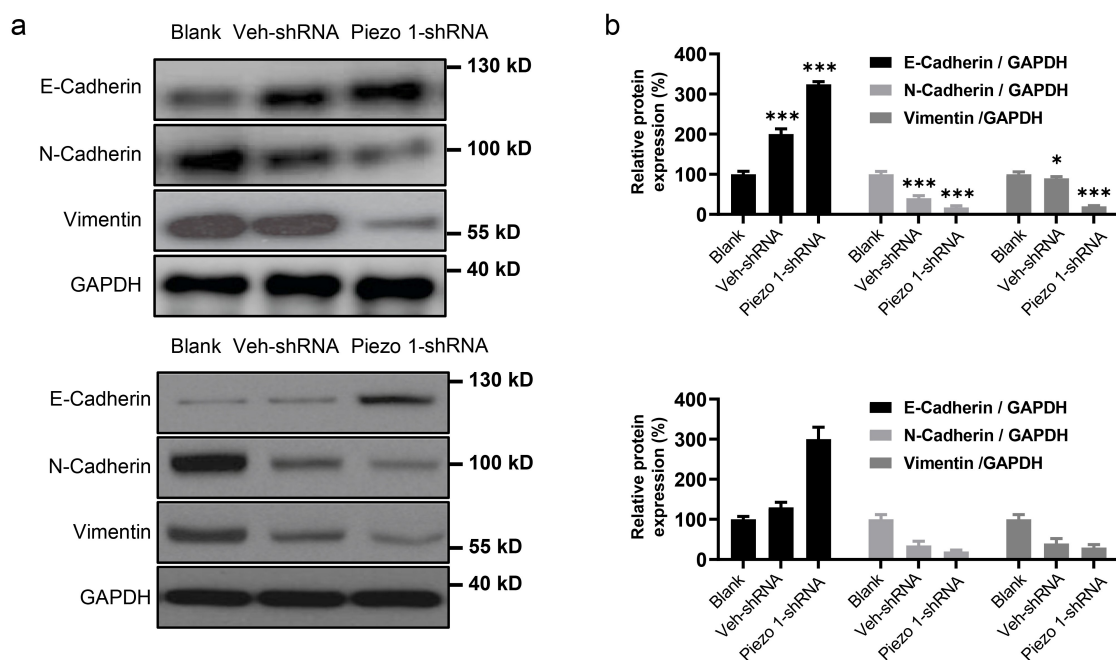 a
Blank Veh-shRNA Piezo 1-shRNA
E-Cadherin
130 kD
N-Cadherin
100 kD
Vimentin
55 kD
GAPDH
40 kD
Blank Veh-shRNA Piezo 1-shRNA
E-Cadherin
130 kD
N-Cadherin
100 kD
Vimentin
55 kD
GAPDH
40 kD
b
Relative protein
expression (%)
400
300
200
100
0
E-Cadherin / GAPDH
N-Cadherin / GAPDH
Vimentin /GAPDH
***
***
***
***
*
***
Blank
Veh-shRNA
Piezo 1-shRNA
Blank
Veh-shRNA
Piezo 1-shRNA
Blank
Veh-shRNA
Piezo 1-shRNA
Relative protein
expression (%)
400
300
200
100
0
E-Cadherin / GAPDH
N-Cadherin / GAPDH
Vimentin /GAPDH
Blank
Veh-shRNA
Piezo 1-shRNA
Blank
Veh-shRNA
Piezo 1-shRNA
Blank
Veh-shRNA
Piezo 1-shRNA